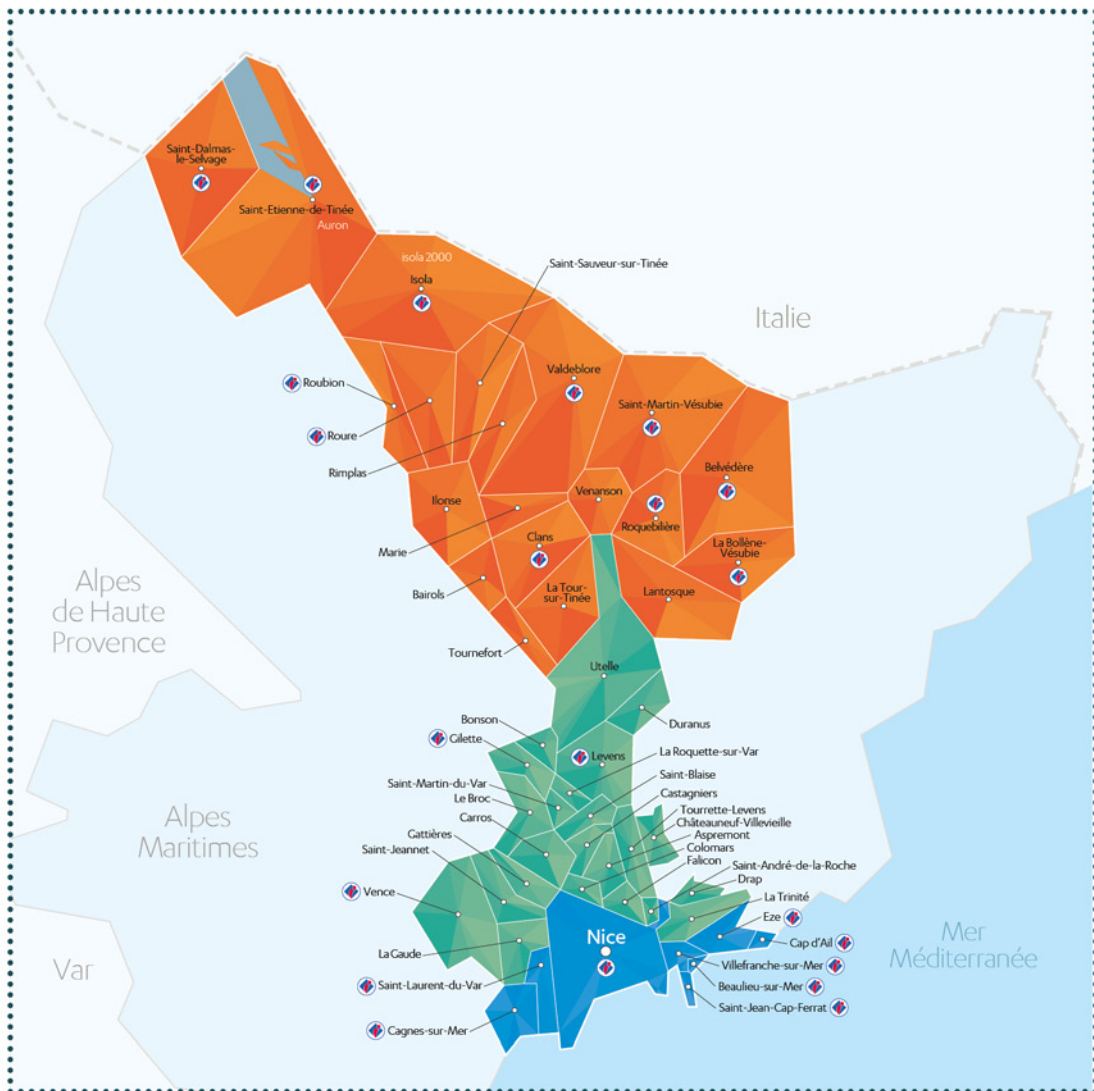 Saint-Dalmas-
le-Selvage
Saint-Etienne-de-Tinée
Auron
isola 2000
Isola
Saint-Sauveur-sur-Tinée
Italie
Roubion
Valdeblore
Saint-Martin-Vésubie
Roure
Rimplas
Belvédère
Ilonse
Venanson
Roquebilière
Marie
Clans
La Bollène-
Vésubie
Bairols
La Tour-
sur-Tinée
Lantosque
Alpes
de Haute
Provence
Tournefort
Utelle
Duranus
Bonson
Gilette
Levens
La Roquette-sur-Var
Saint-Martin-du-Var
Saint-Blaise
Le Broc
Castagniers
Carros
Tourrette-Levens
Châteauneuf-Villevieille
Gattières
Aspremont
Saint-Jeannet
Colomars
Falicon
Alpes
Maritimes
Saint-André-de-la-Roche
Drap
Vence
La Trinité
Eze
Nice
Cap d'Ail
La Gaude
Villefranche-sur-Mer
Mer
Méditerranée
Var
Saint-Laurent-du-Var
Beaulieu-sur-Mer
Saint-Jean-Cap-Ferrat
Cagnes-sur-Mer